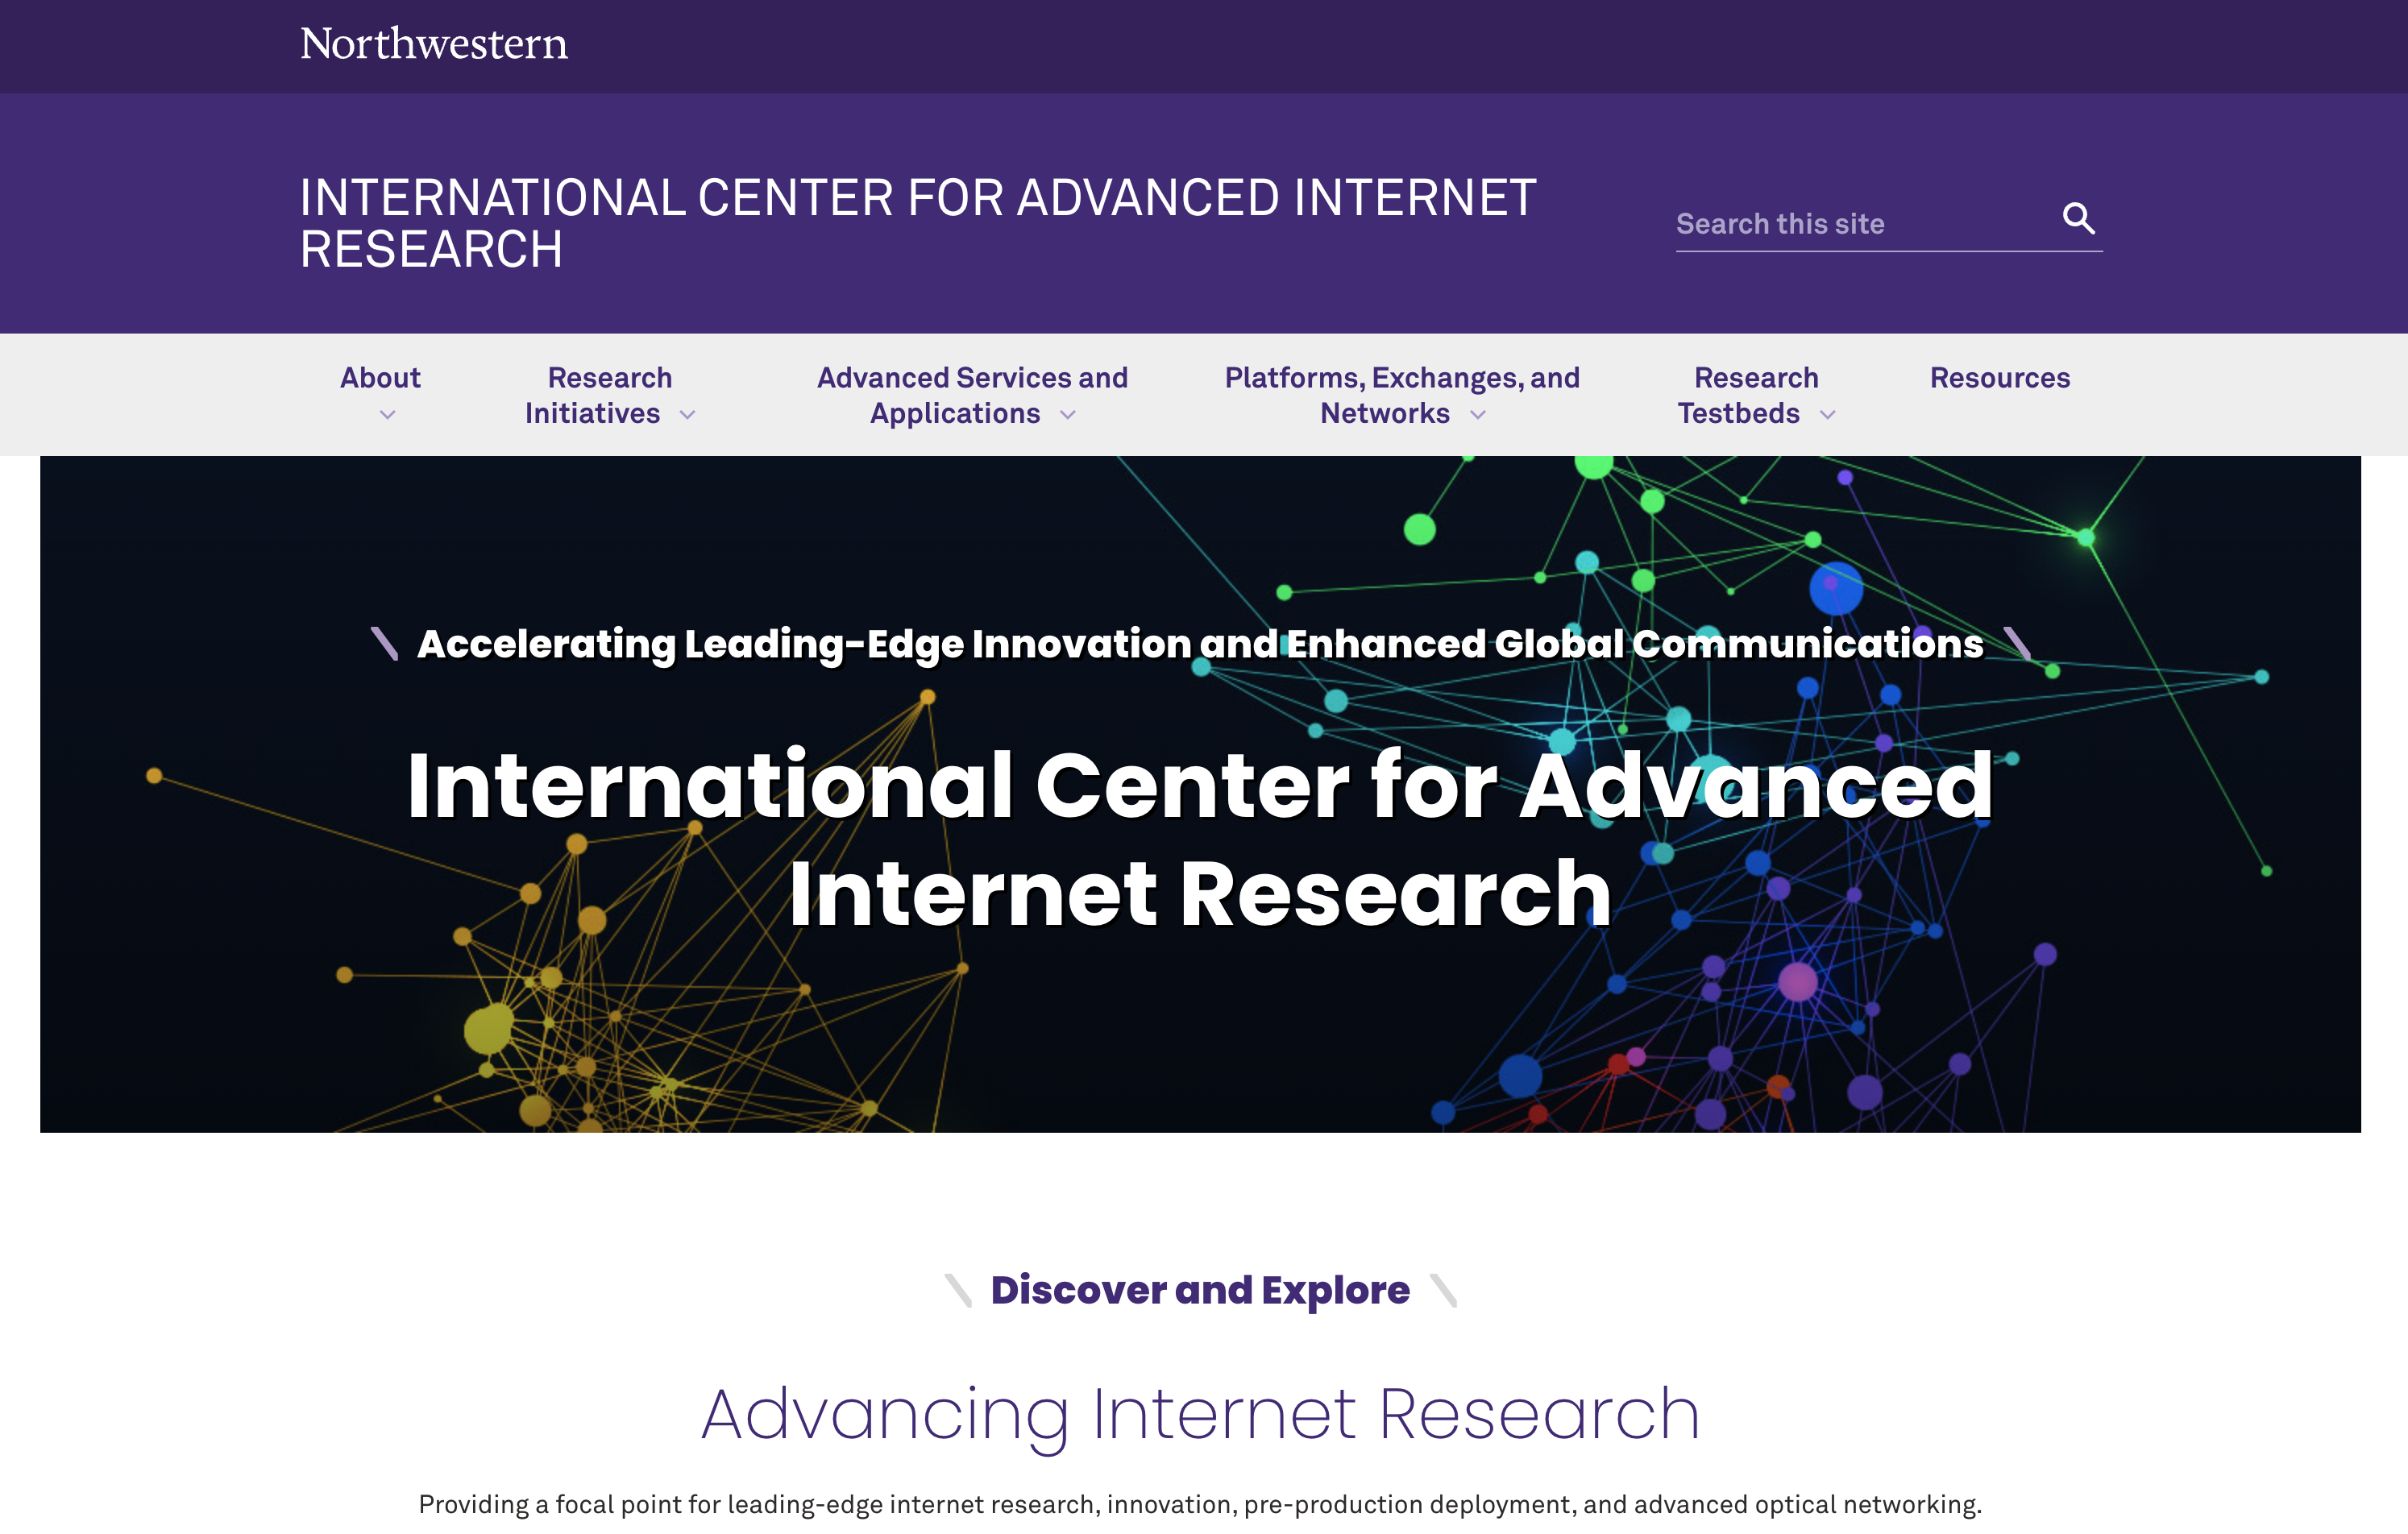 Northwestern
INTERNATIONAL CENTER FOR ADVANCED INTERNET
RESEARCH
Search this site
About
Research
Initiatives
Advanced Services and
Applications
Platforms, Exchanges, and
Networks
Research
Testbeds
Resources
Accelerating Leading-Edge Innovation and Enhanced Global Communications
International Center for Advanced
Internet Research
Discover and Explore
Advancing Internet Research
Providing a focal point for leading-edge internet research, innovation, pre-production deployment, and advanced optical networking.